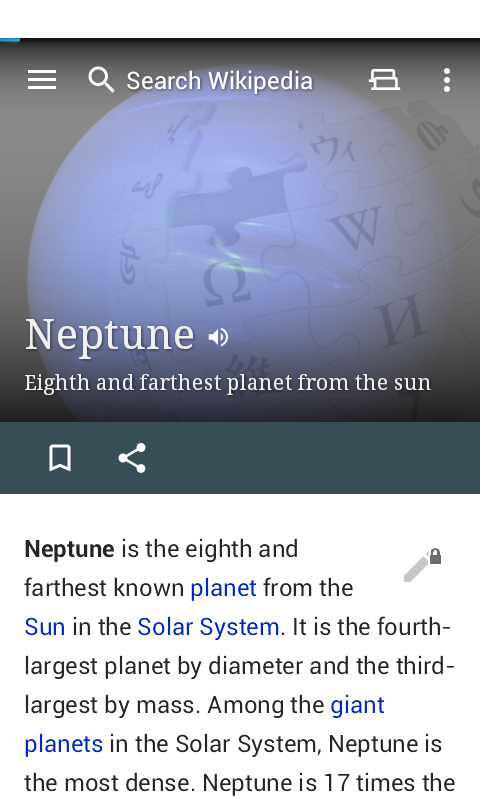 Search Wikipedia
ウィ
W
Ω
И
維
Neptune
Eighth and farthest planet from the sun
Neptune is the eighth and
farthest known planet from the
Sun in the Solar System. It is the fourth-
largest planet by diameter and the third-
largest by mass. Among the giant
planets in the Solar System, Neptune is
the most dense. Neptune is 17 times the